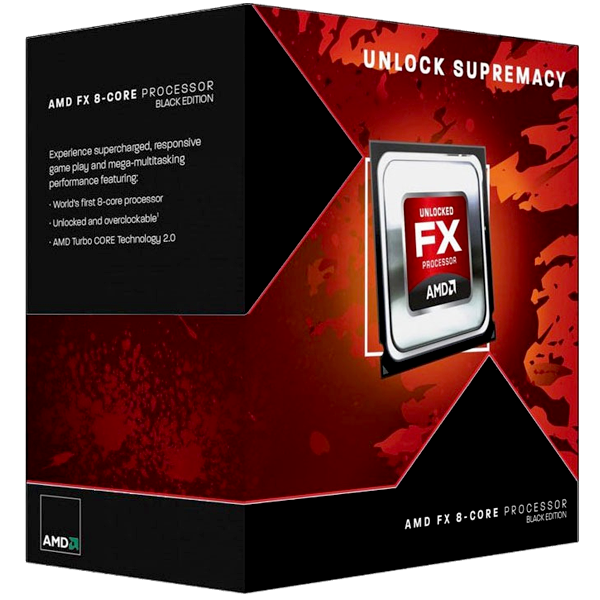 AMD FX 8-CORE PROCESSOR
BLACK EDITION
Experience supercharged, responsive
game play and mega-multitasking
performance featuring:
· World's first 8-core processor
· Unlocked and overclockable¹
· AMD Turbo CORE Technology 2.0
AMD
UNLOCK SUPREMACY
UNLOCKED
FX
PROCESSOR
AMD
AMD FX 8-CORE PROCESSOR
BLACK EDITION